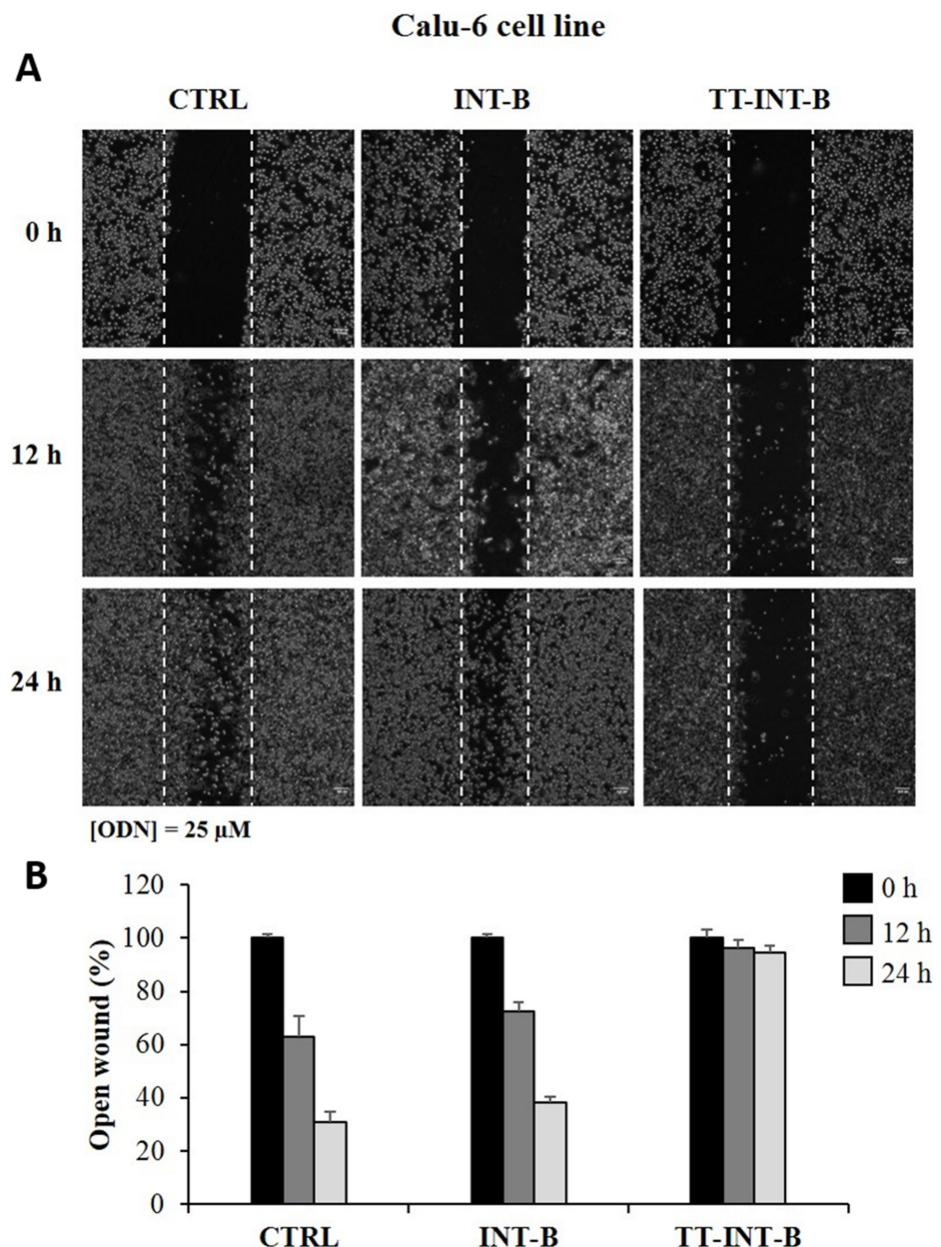 Calu-6 cell line
A
CTRL INT-B TT-INT-B
0 h
12 h
24 h
[ODN] = 25 µM
B
Open wound (%)
120
100
80
60
40
20
0
CTRL INT-B TT-INT-B
0 h
12 h
24 h